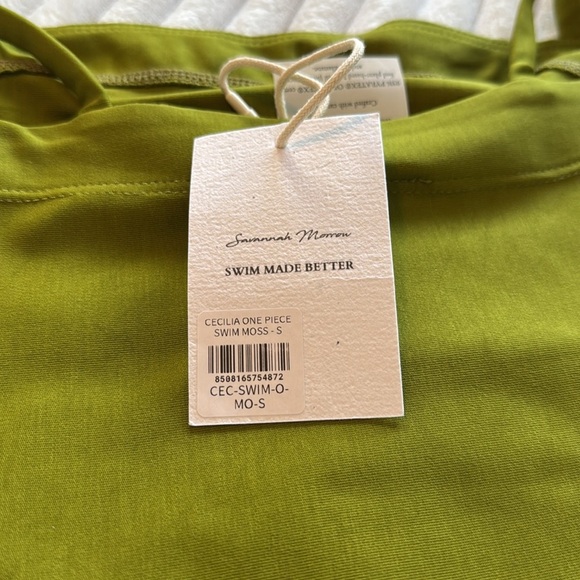 Savannah Morrow
SWIM MADE BETTER
CECILIA ONE PIECE
SWIM MOSS - S
8508165754872
CEC-SWIM-O-
MO-S